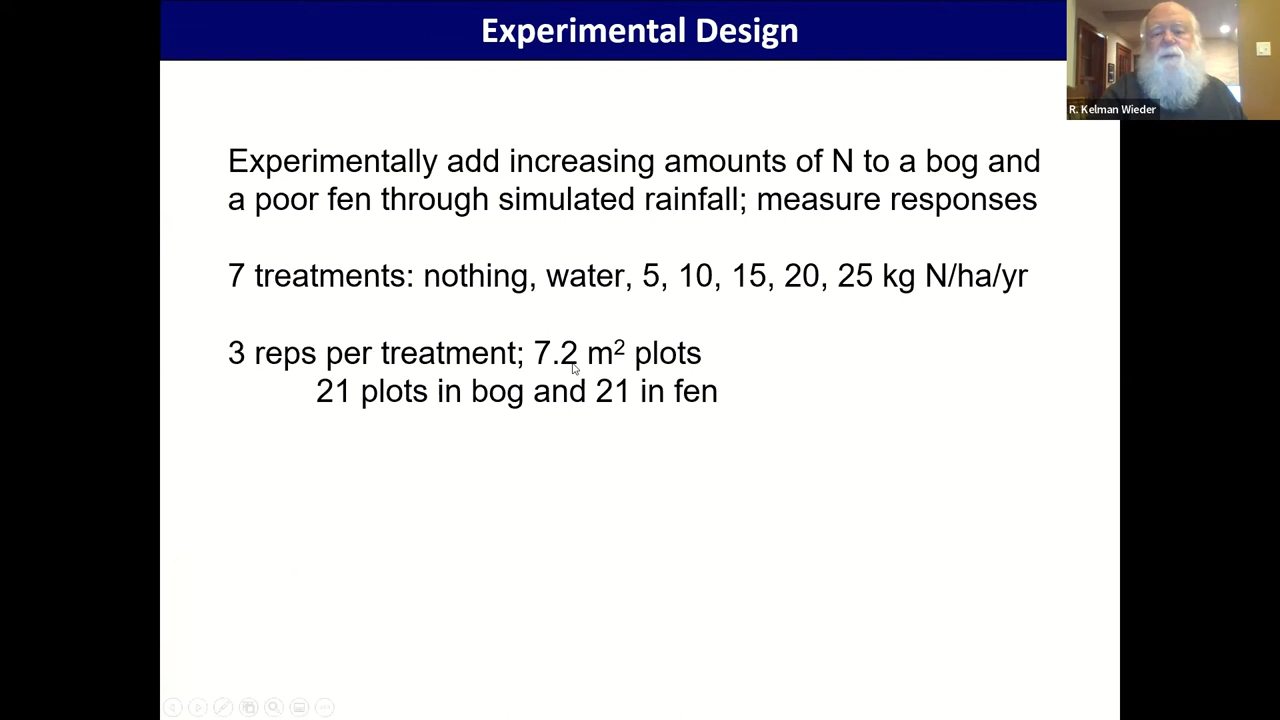 Experimental Design
R. Kelman Wieder
Experimentally add increasing amounts of N to a bog and
a poor fen through simulated rainfall; measure responses
7 treatments: nothing, water, 5, 10, 15, 20, 25 kg N/ha/yr
3 reps per treatment; 7.2 m² plots
21 plots in bog and 21 in fen